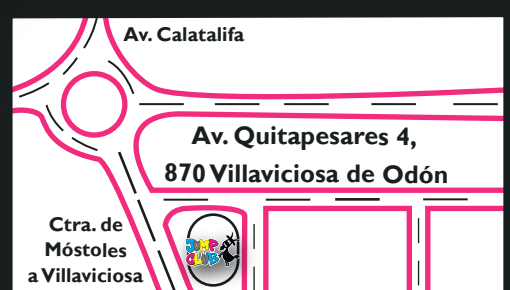 Av. Calatalifa
Av. Quitapesares 4,
870 Villaviciosa de Odón
Ctra. de
Móstoles
a Villaviciosa
JUMP
CLUB